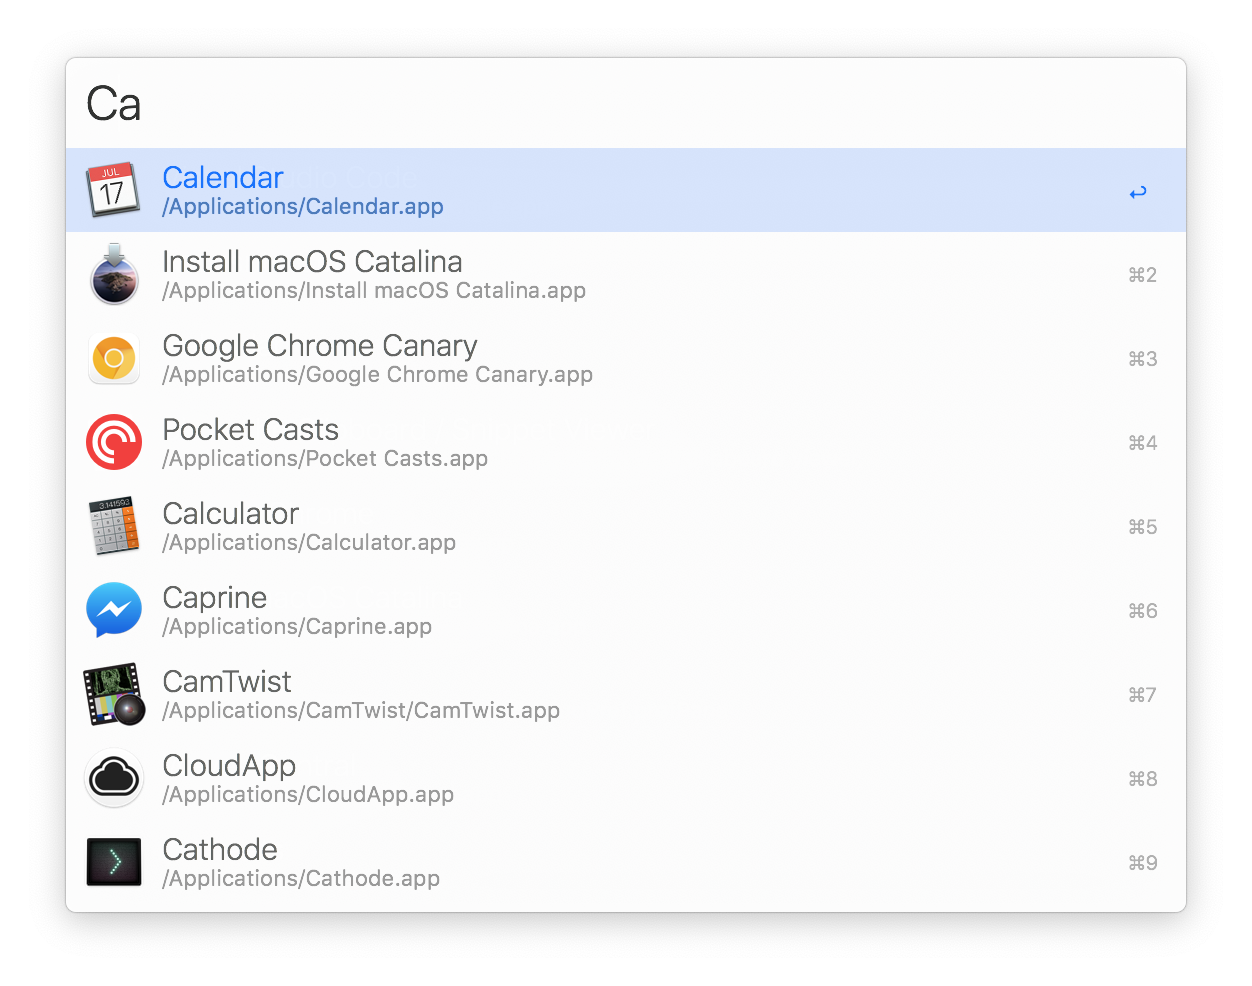 Ca
JUL
17
Calendar
/Applications/Calendar.app
↩
Install macOS Catalina
/Applications/Install macOS Catalina.app
⌘2
Google Chrome Canary
/Applications/Google Chrome Canary.app
⌘3
Pocket Casts
/Applications/Pocket Casts.app
⌘4
3.141593
Calculator
/Applications/Calculator.app
⌘5
Caprine
/Applications/Caprine.app
⌘6
CamTwist
/Applications/CamTwist/CamTwist.app
⌘7
CloudApp
/Applications/CloudApp.app
⌘8
Cathode
/Applications/Cathode.app
⌘9